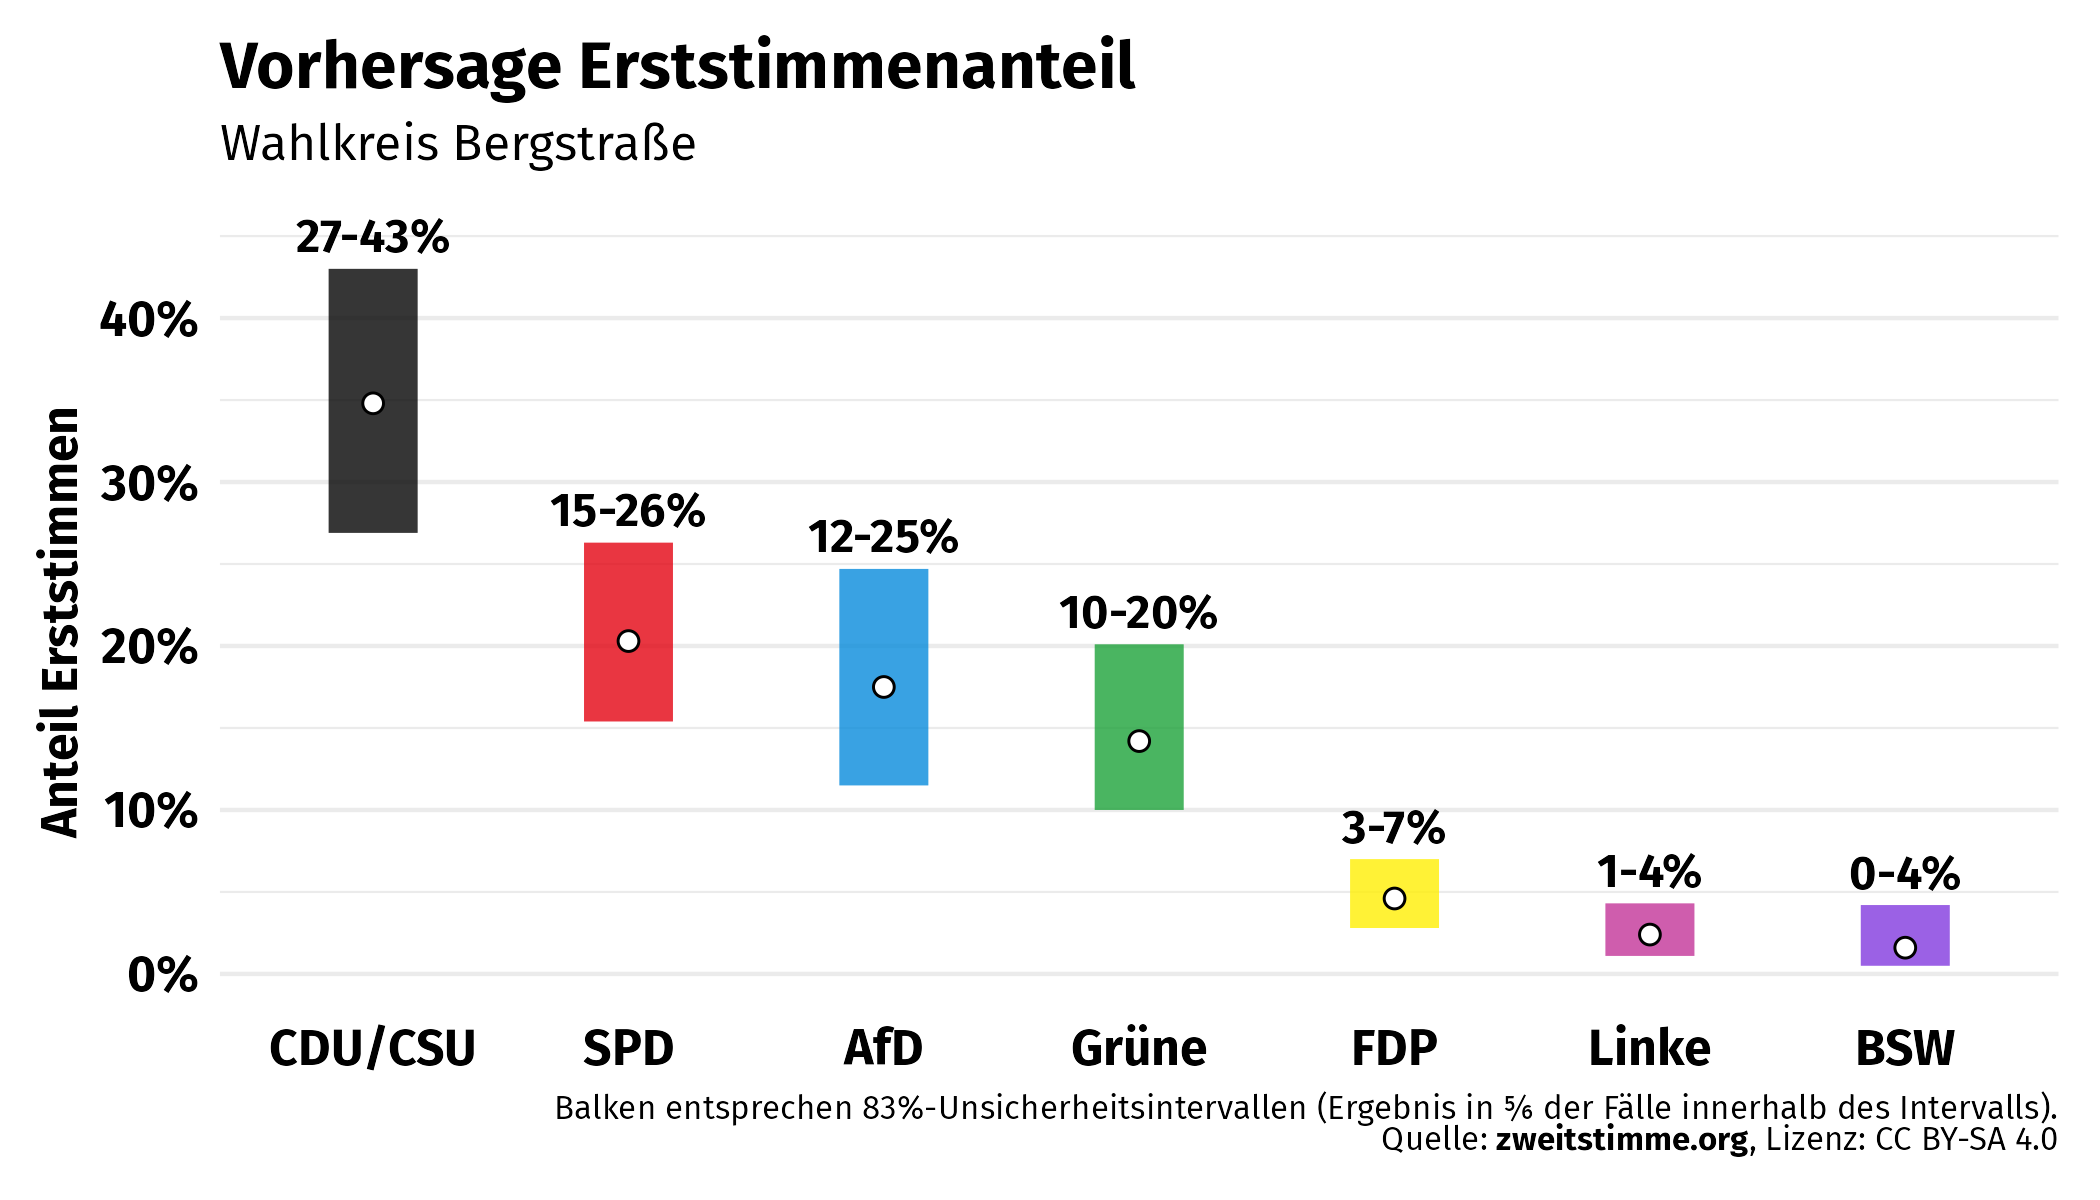 Vorhersage Erststimmenanteil
Wahlkreis Bergstraße
27-43%
40%
30%
15-26%
12-25%
10-20%
20%
10%
3-7%
1-4%
0-4%
0%
Anteil Erststimmen
CDU/CSU SPD AfD Grüne FDP Linke BSW
Balken entsprechen 83%-Unsicherheitsintervallen (Ergebnis in ⅚ der Fälle innerhalb des Intervalls).
Quelle: zweitstimme.org, Lizenz: CC BY-SA 4.0